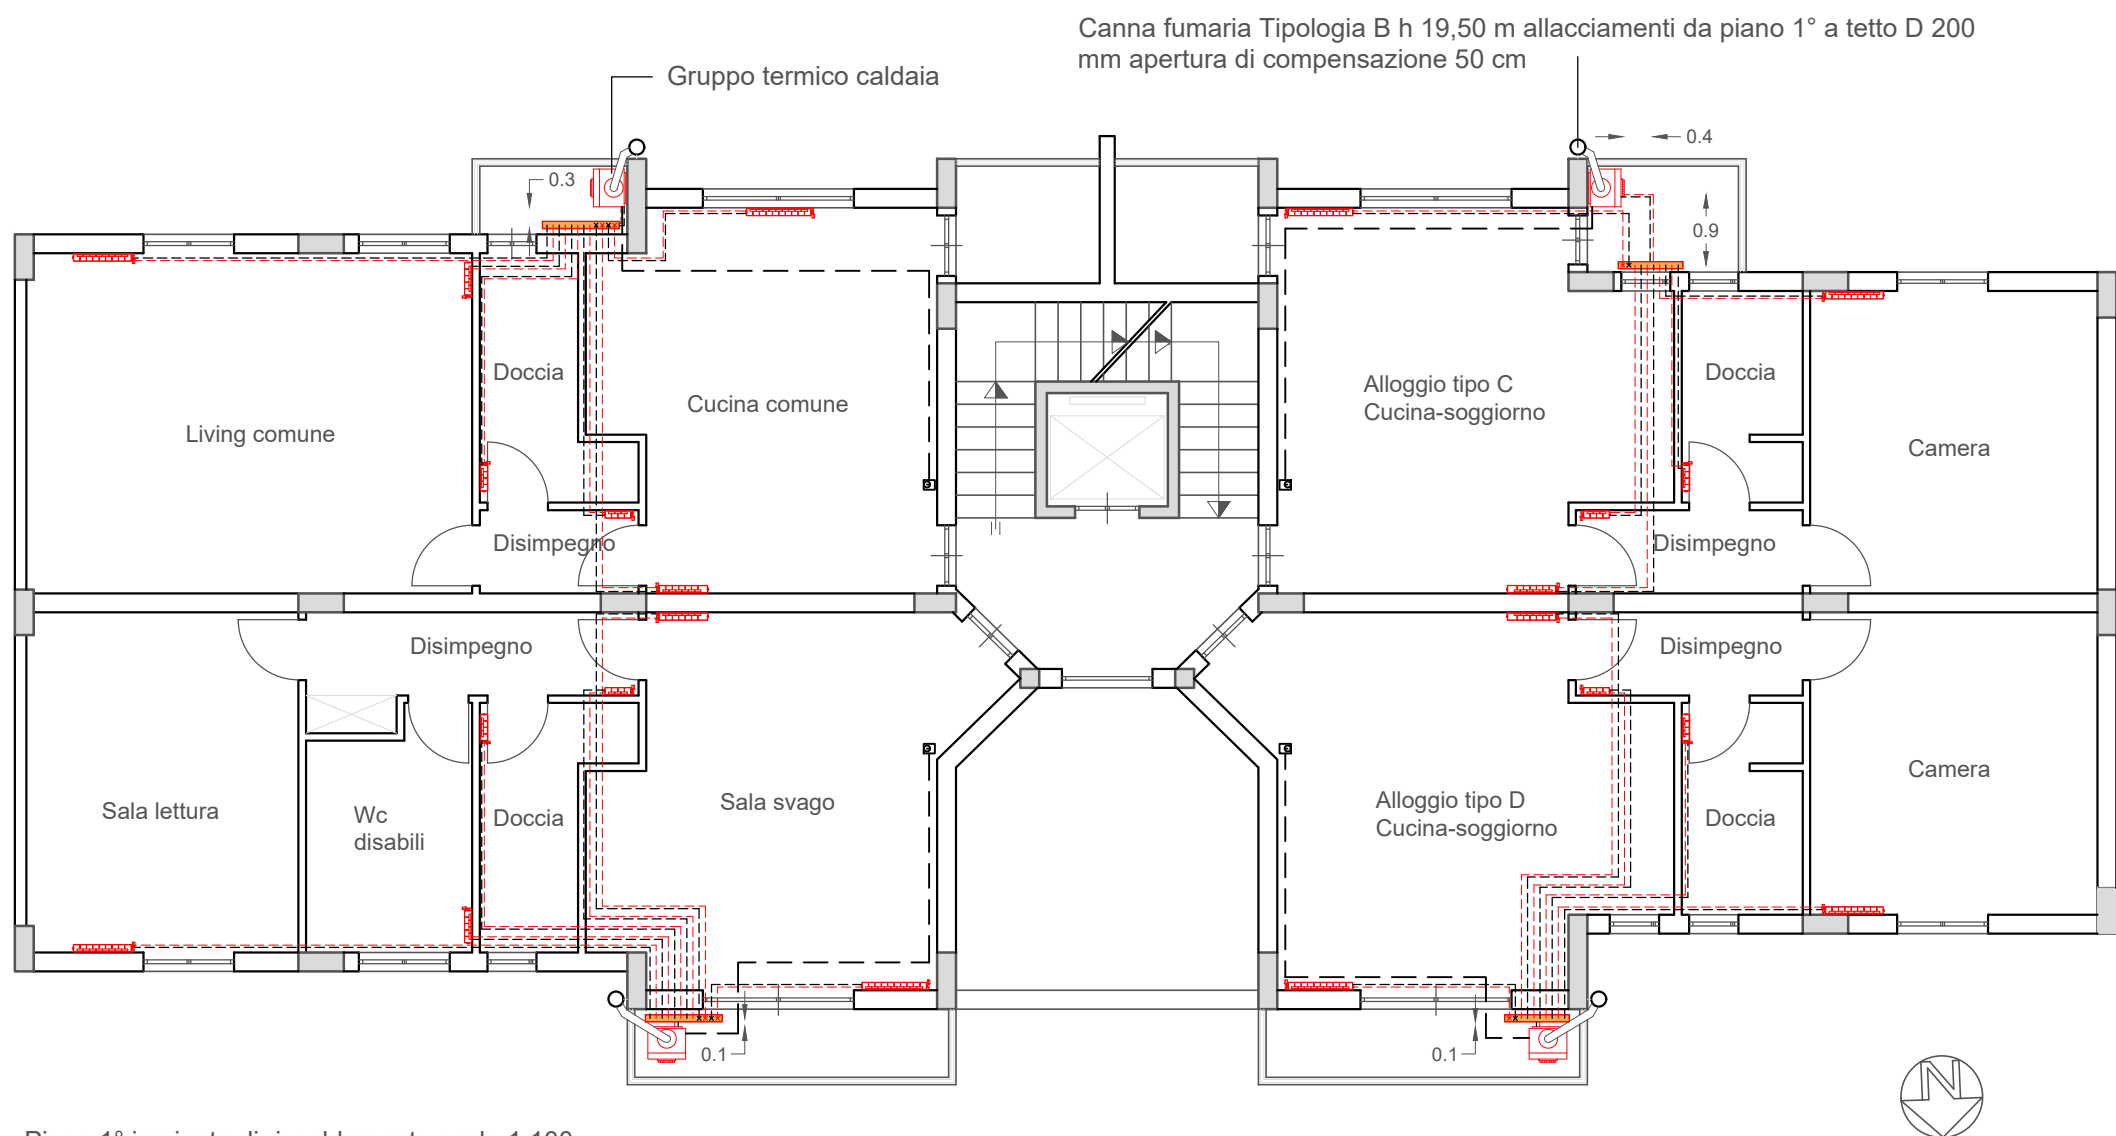 Canna fumaria Tipologia B h 19,50 m allacciamenti da piano 1° a tetto D 200
mm apertura di compensazione 50 cm
Gruppo termico caldaia
0.4
0.3
0.9
Doccia
Doccia
Alloggio tipo C
Cucina-soggiorno
Cucina comune
Living comune
Camera
Disimpegno
Disimpegno
Disimpegno
Disimpegno
Camera
Sala svago
Alloggio tipo D
Cucina-soggiorno
Sala lettura
Wc
disabili
Doccia
Doccia
0.1
0.1
N